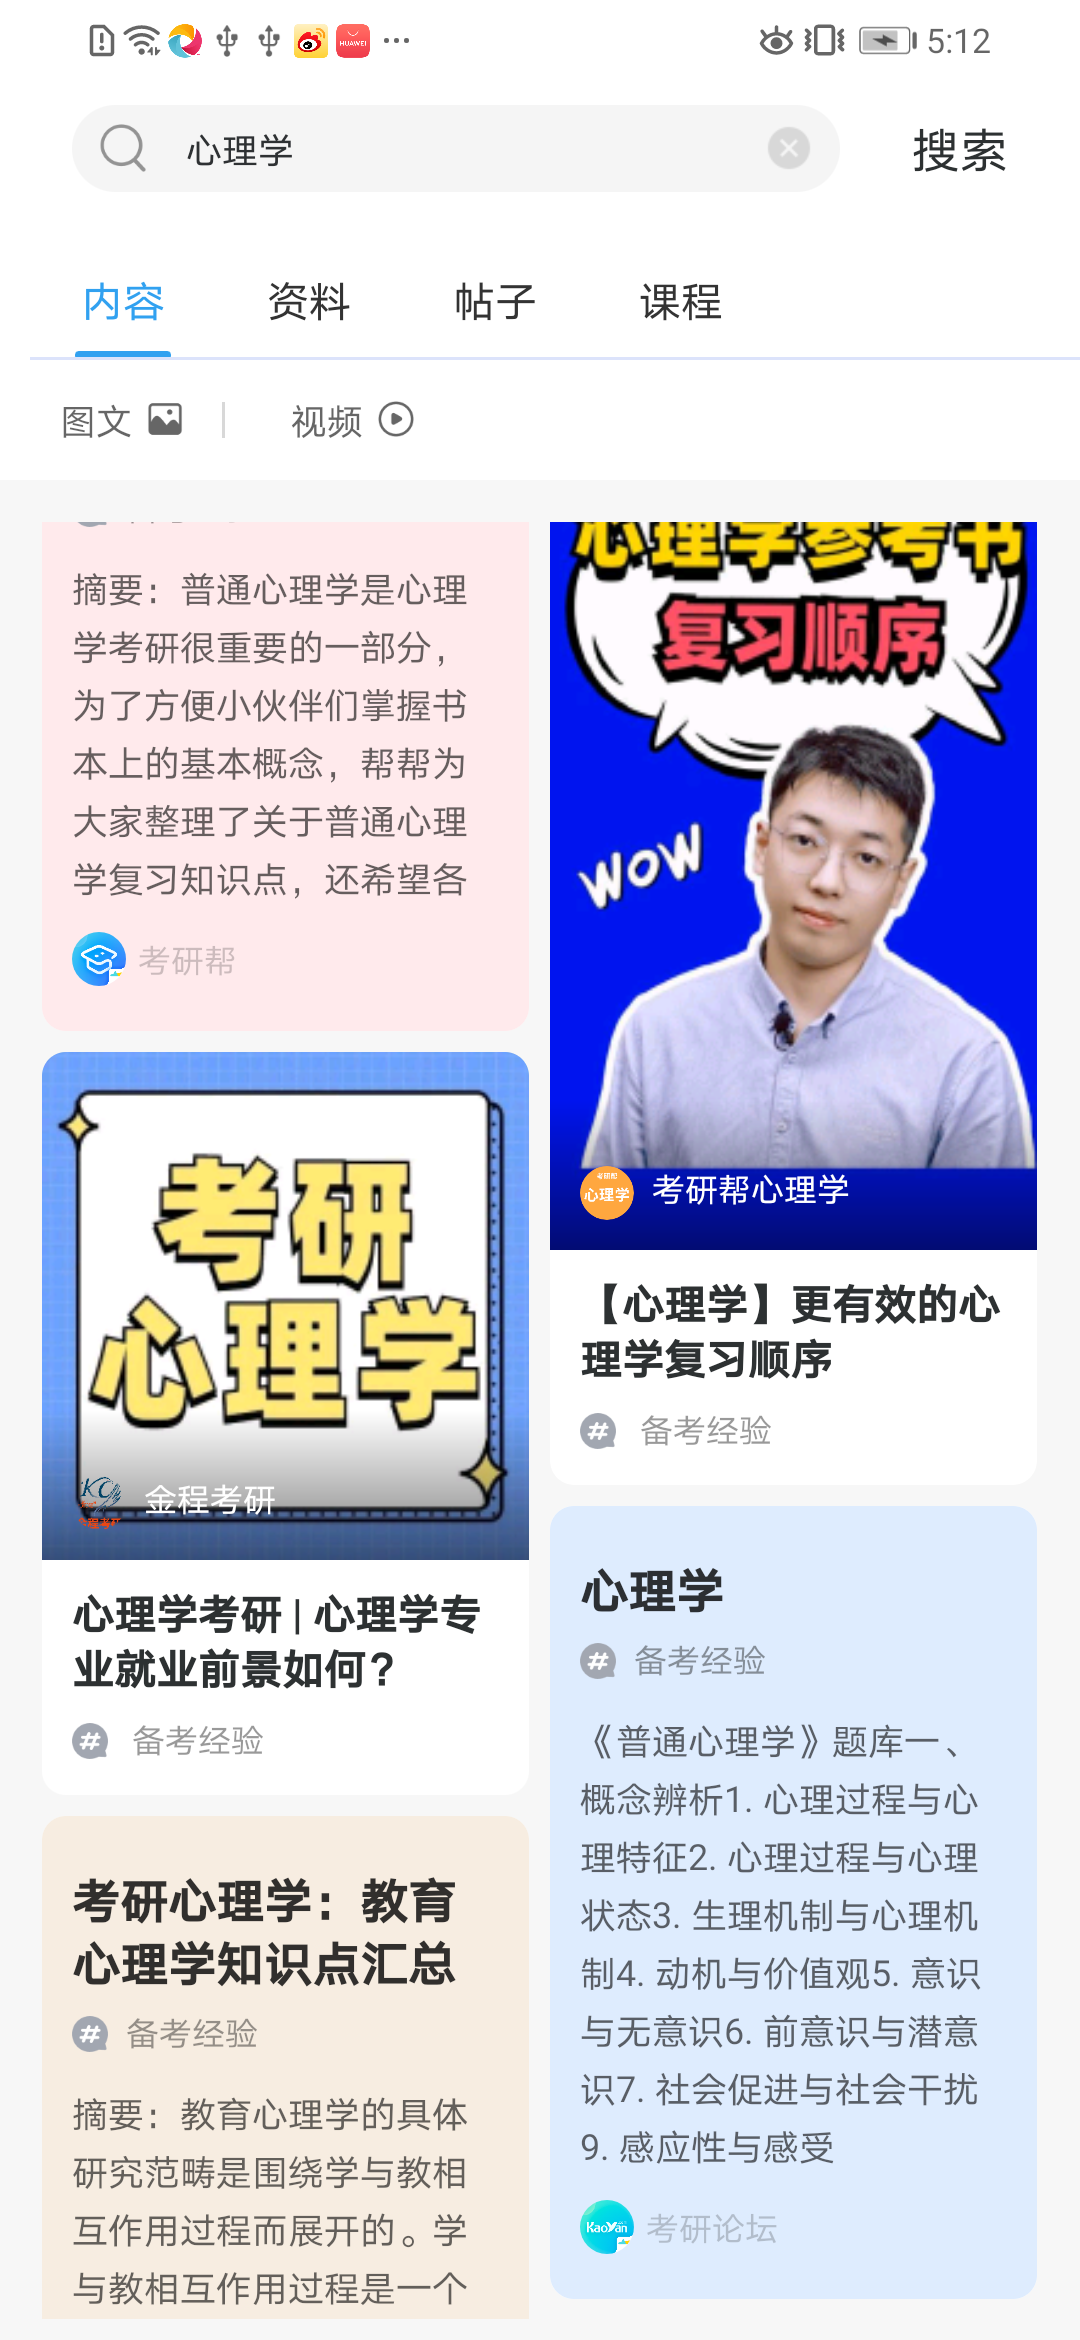 HUAWEI
5:12
心理学
搜索
内容
资料
帖子
课程
图文
视频
摘要：普通心理学是心理
学考研很重要的一部分，
为了方便小伙伴们掌握书
本上的基本概念，帮帮为
大家整理了关于普通心理
学复习知识点，还希望各
考研帮
考研
心理学
金程考研
心理学考研 | 心理学专
业就业前景如何？
备考经验
考研心理学：教育
心理学知识点汇总
备考经验
摘要：教育心理学的具体
研究范畴是围绕学与教相
互作用过程而展开的。学
与教相互作用过程是一个
心理学参考书
复习顺序
WOW
考研帮
心理学
考研帮心理学
【心理学】更有效的心
理学复习顺序
备考经验
心理学
备考经验
《普通心理学》题库一、
概念辨析1. 心理过程与心
理特征2. 心理过程与心理
状态3. 生理机制与心理机
制4. 动机与价值观5. 意识
与无意识6. 前意识与潜意
识7. 社会促进与社会干扰
9. 感应性与感受
KaoYan
考研论坛